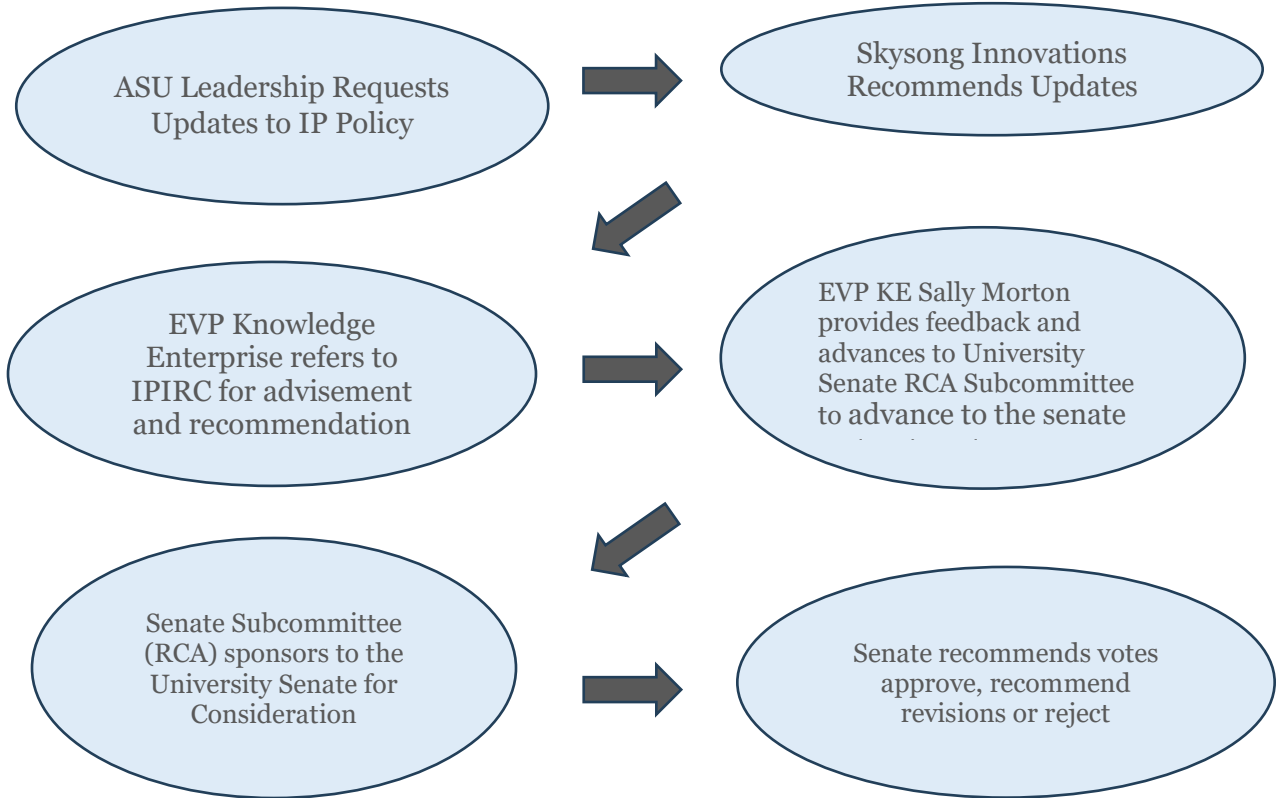 ASU Leadership Requests
Updates to IP Policy
Skysong Innovations
Recommends Updates
EVP Knowledge
Enterprise refers to
IPIRC for advisement
and recommendation
EVP KE Sally Morton
provides feedback and
advances to University
Senate RCA Subcommittee
to advance to the senate
Senate Subcommittee
(RCA) sponsors to the
University Senate for
Consideration
Senate recommends votes
approve, recommend
revisions or reject